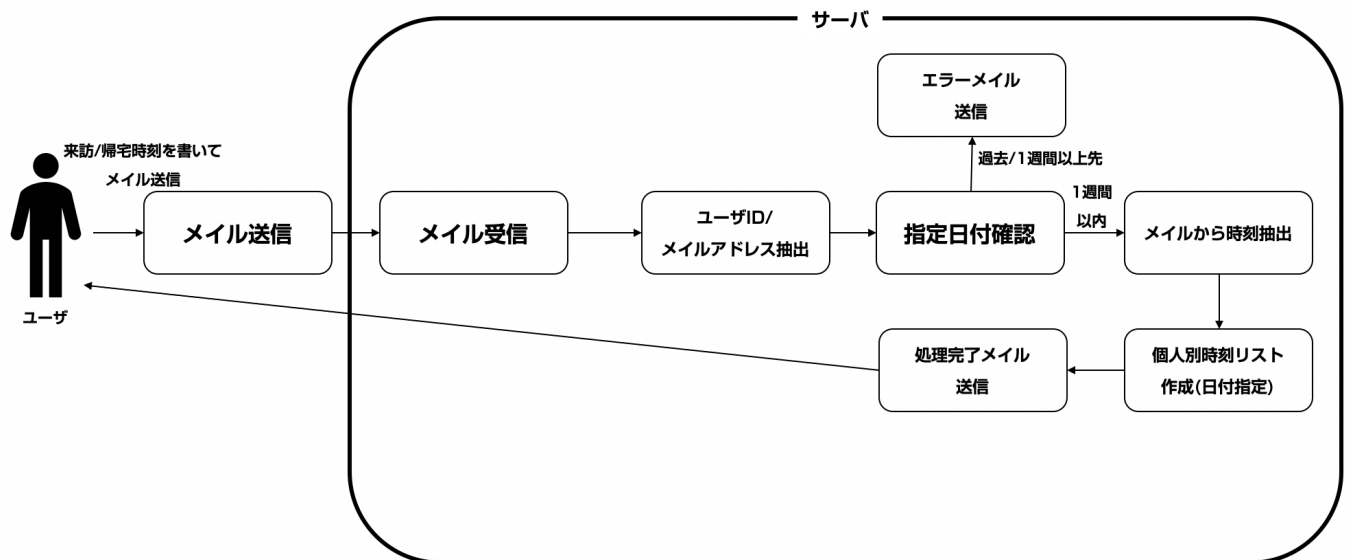 サーバ
エラーメイル
送信
過去/1週間以上先
来訪/帰宅時刻を書いて
メイル送信
メイル送信
メイル受信
ユーザID/
メイルアドレス抽出
指定日付確認
1週間
以内
メイルから時刻抽出
ユーザ
処理完了メイル
送信
個人別時刻リスト
作成(日付指定)